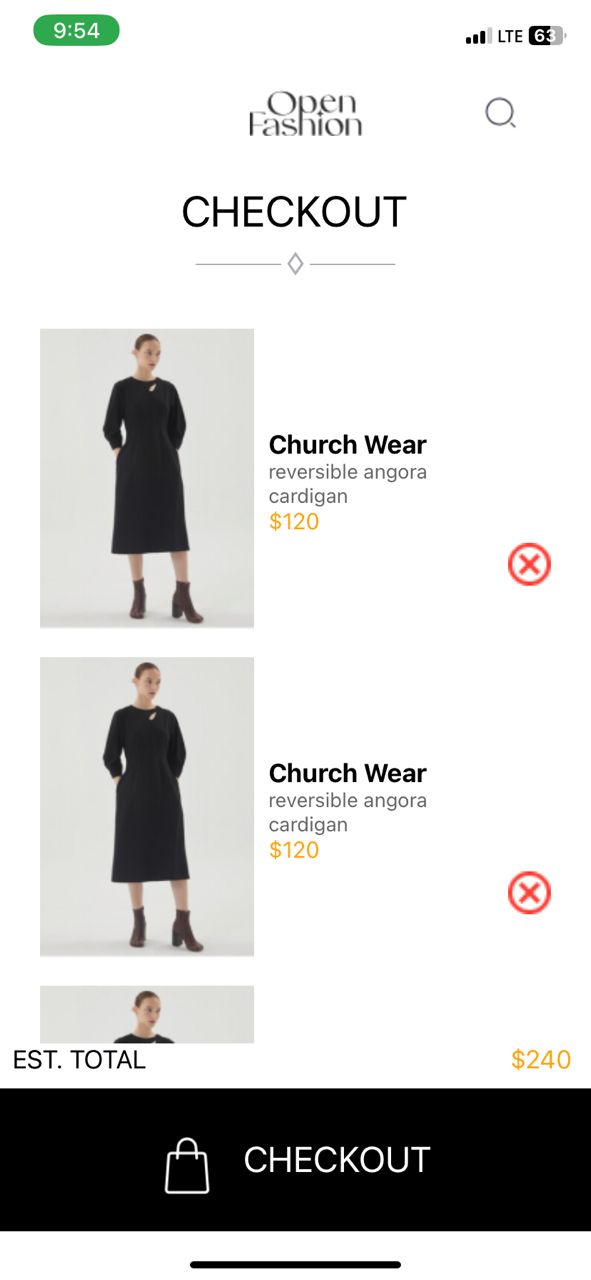 9:54
LTE 63
Open
Fashion
CHECKOUT
Church Wear
reversible angora
cardigan
$120
Church Wear
reversible angora
cardigan
$120
EST. TOTAL $240
CHECKOUT